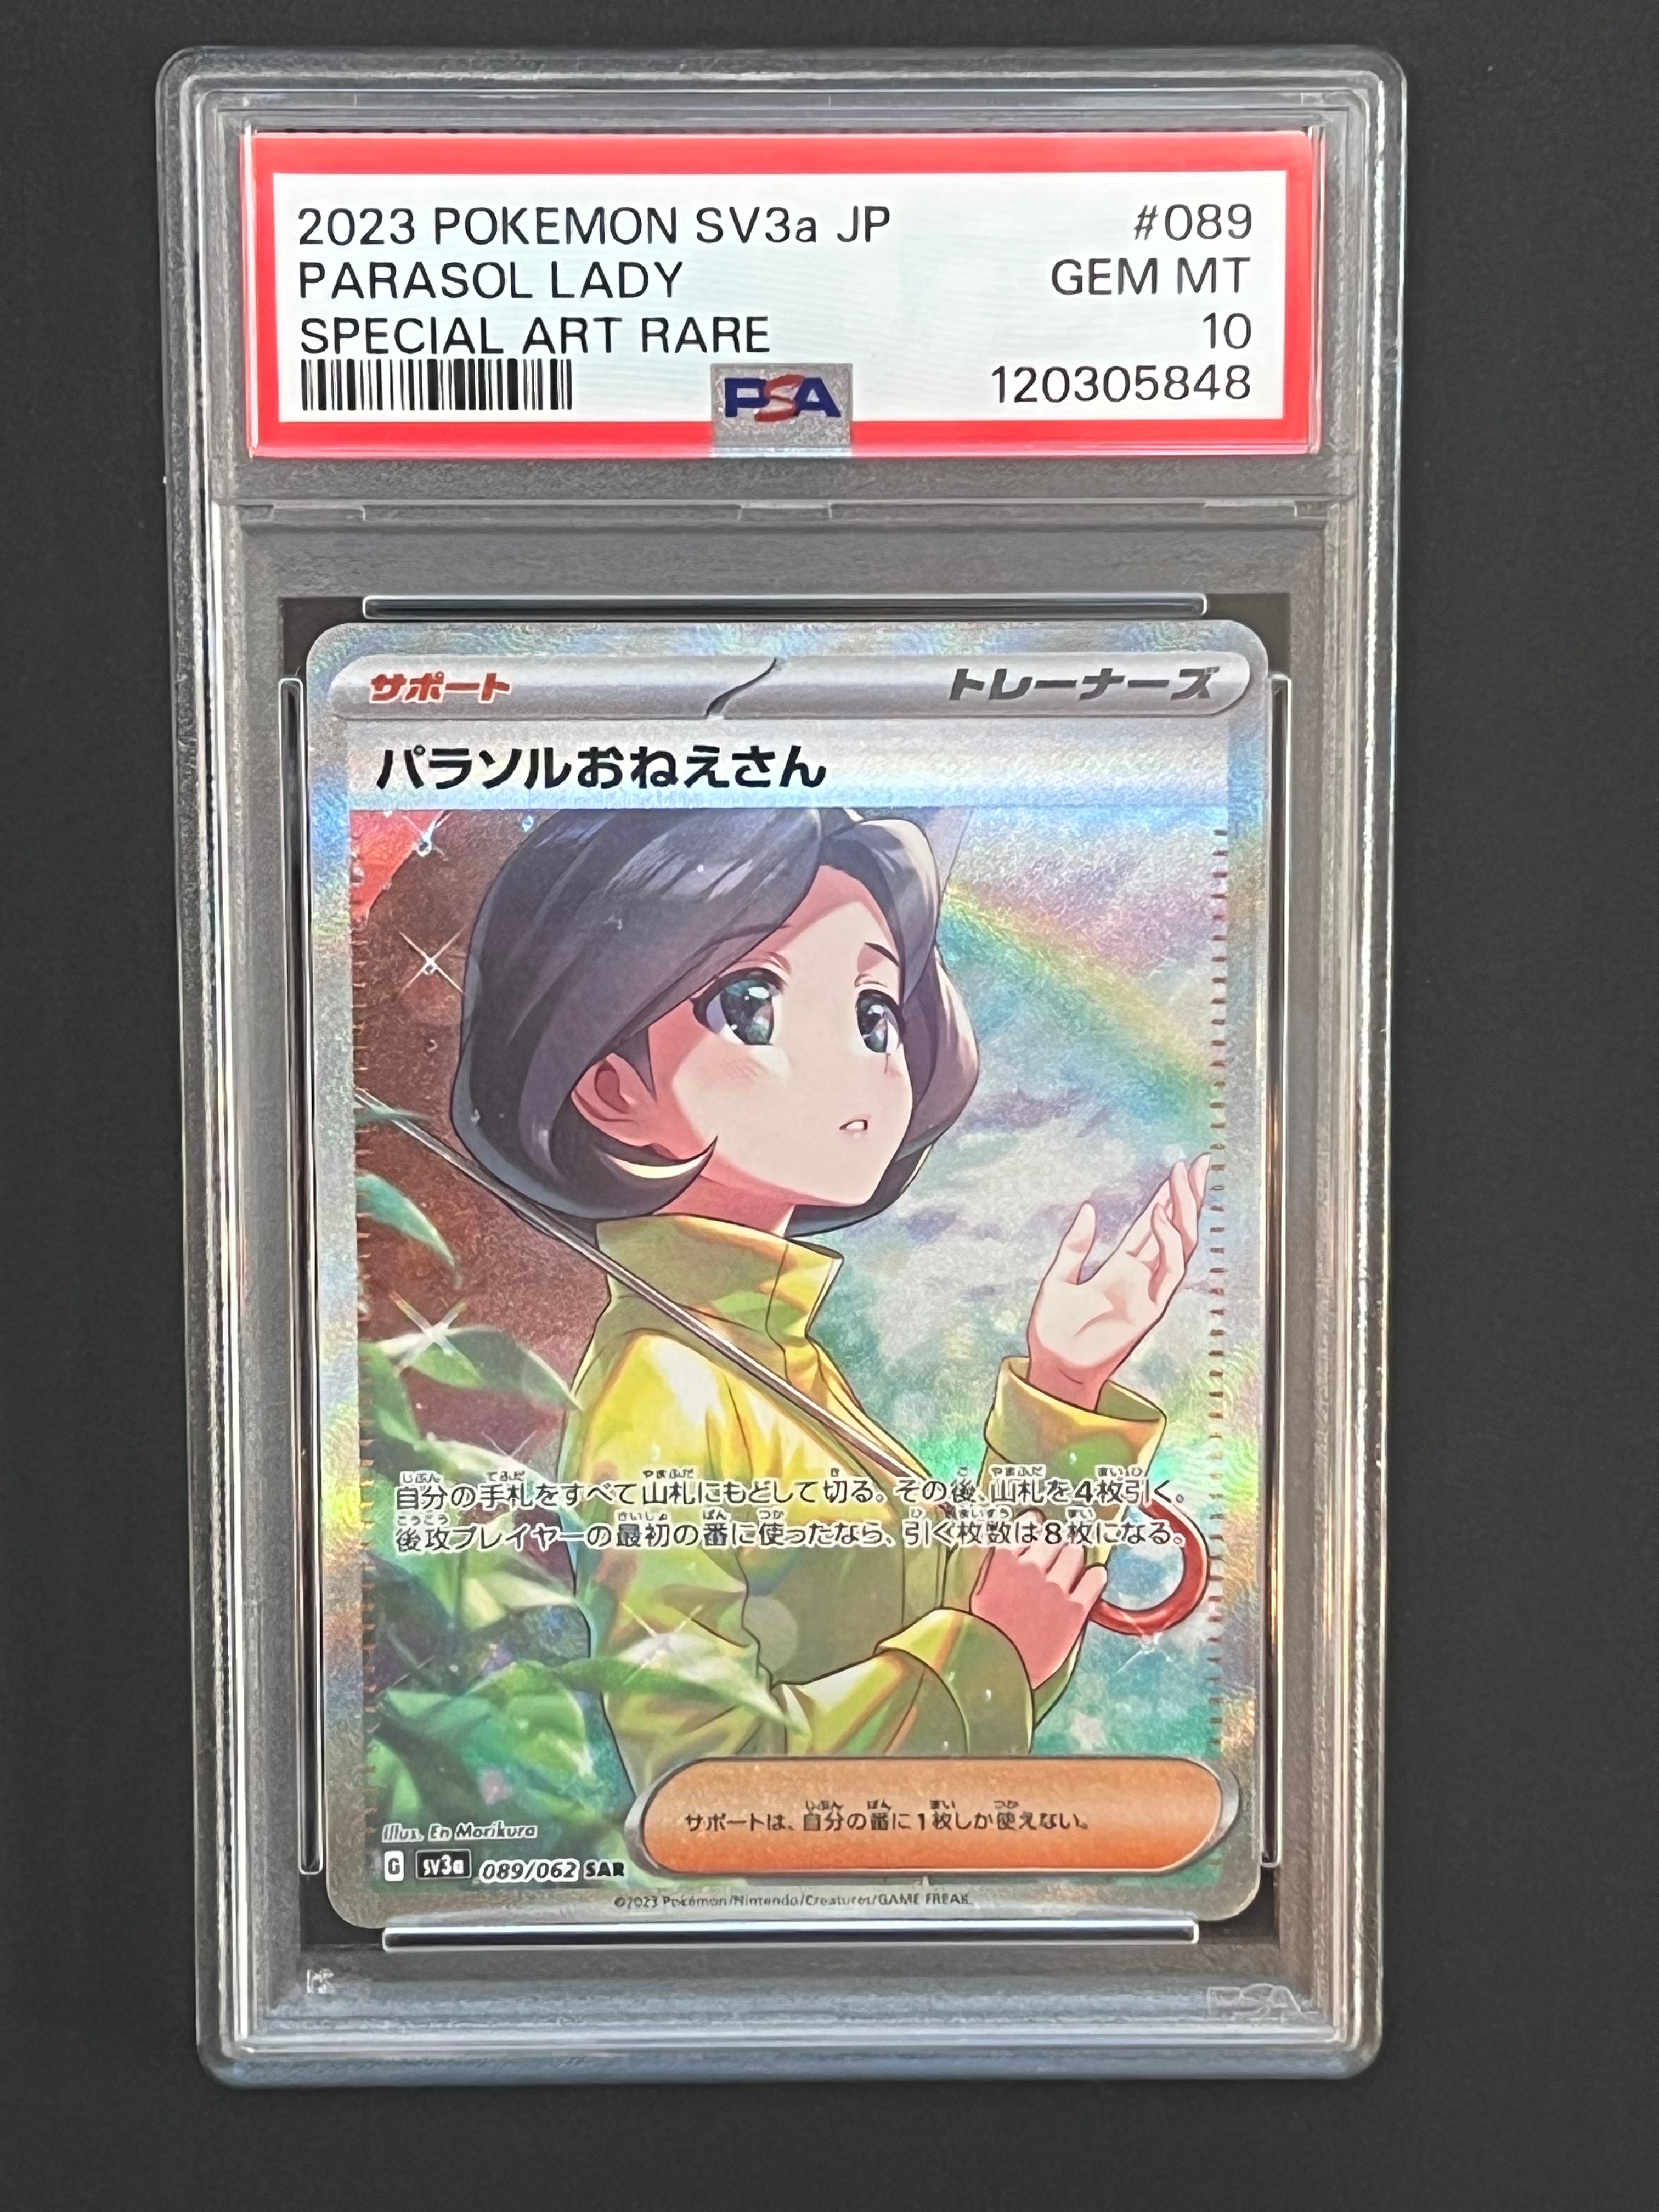 2023 POKEMON SV3a JP #089
PARASOL LADY GEM MT
SPECIAL ART RARE 10
PSA 120305848
サポート トレーナーズ
パラソルおねえさん
自分の手札をすべて山札にもどして切る。その後、山札を4枚引く。
後攻プレイヤーの最初の番に使ったなら、引く枚数は8枚になる。
サポートは、自分の番に1枚しか使えない。
Illus. En Morikura
G SV3a 089/062 SAR
©2023 Pokémon/Nintendo/Creatures/GAME FREAK
PSA